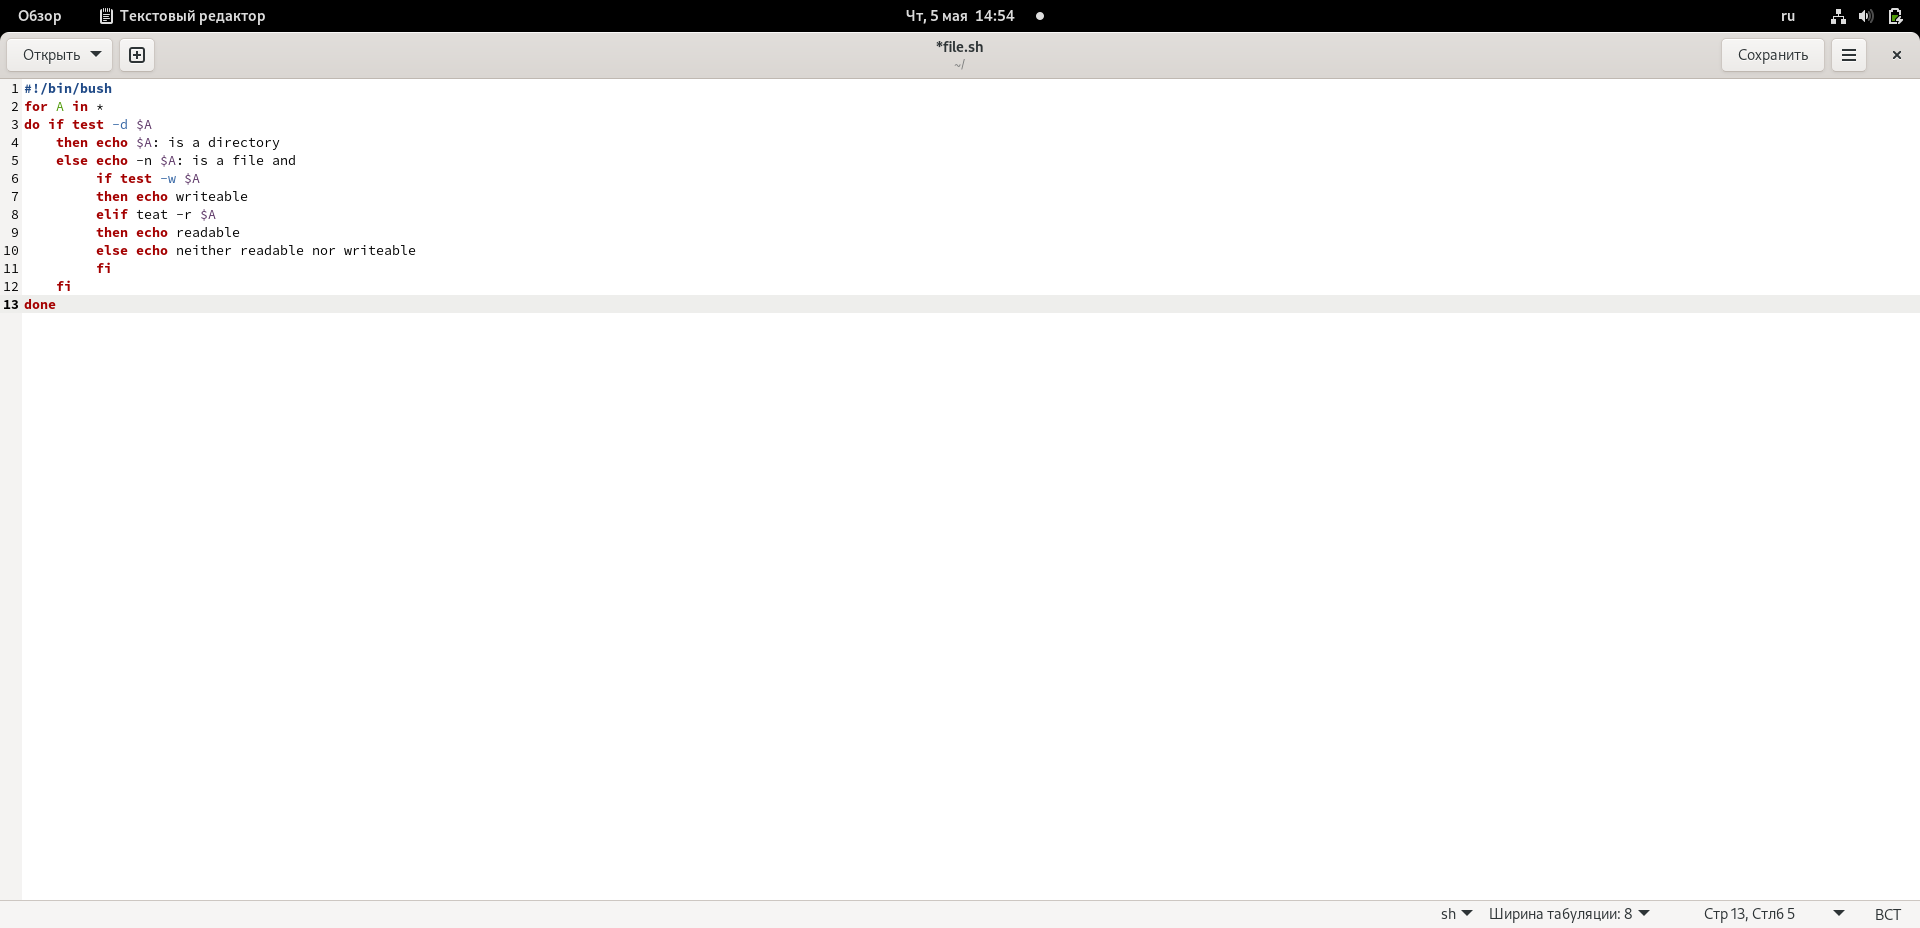 Обзор Текстовый редактор Чт, 5 мая 14:54 ru
Открыть *file.sh Сохранить
~/
1 #!/bin/bush
2 for A in *
3 do if test -d $A
4     then echo $A: is a directory
5     else echo -n $A: is a file and
6          if test -w $A
7          then echo writeable
8          elif teat -r $A
9          then echo readable
10          else echo neither readable nor writeable
11          fi
12     fi
13 done
sh Ширина табуляции: 8 Стр 13, Стлб 5 ВСТ